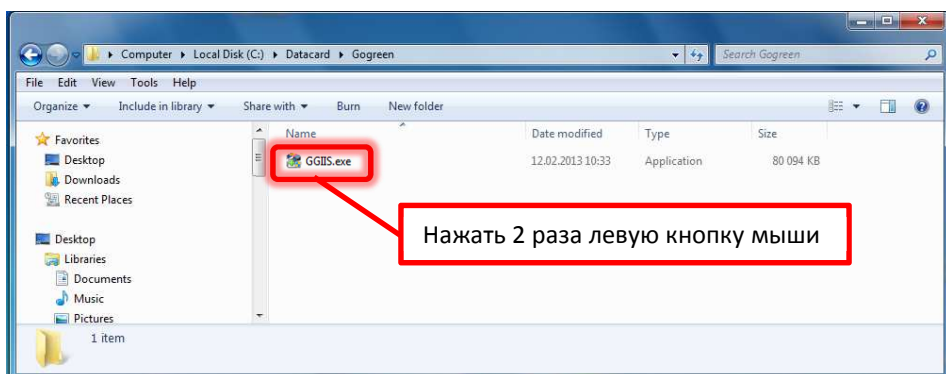 Computer ▸ Local Disk (C:) ▸ Datacard ▸ Gogreen
Search Gogreen
File Edit View Tools Help
Organize Include in library Share with Burn New folder
Favorites
Desktop
Downloads
Recent Places
Desktop
Libraries
Documents
Music
Pictures
Name Date modified Type Size
GGIIS.exe 12.02.2013 10:33 Application 80 094 KB
Нажать 2 раза левую кнопку мыши
1 item